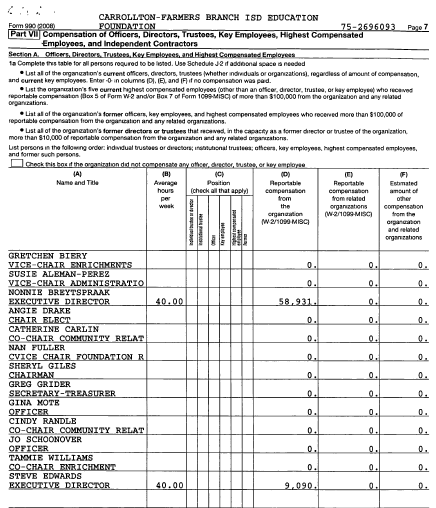 CARROLLTON-FARMERS BRANCH ISD EDUCATION
Form 990 (2008) FOUNDATION 75-2696093 Page 7
Part VII Compensation of Officers, Directors, Trustees, Key Employees, Highest Compensated
Employees, and Independent Contractors
Section A. Officers, Directors, Trustees, Key Employees, and Highest Compensated Employees
1a Complete this table for all persons required to be listed. Use Schedule J-2 if additional space is needed
● List all of the organization's current officers, directors, trustees (whether individuals or organizations), regardless of amount of compensation,
and current key employees. Enter -0- in columns (D), (E), and (F) if no compensation was paid.
● List the organization's five current highest compensated employees (other than an officer, director, trustee, or key employee) who received
reportable compensation (Box 5 of Form W-2 and/or Box 7 of Form 1099-MISC) of more than $100,000 from the organization and any related
organizations.
● List all of the organization's former officers, key employees, and highest compensated employees who received more than $100,000 of
reportable compensation from the organization and any related organizations.
● List all of the organization's former directors or trustees that received, in the capacity as a former director or trustee of the organization,
more than $10,000 of reportable compensation from the organization and any related organizations.
List persons in the following order: individual trustees or directors; institutional trustees; officers, key employees, highest compensated employees,
and former such persons.
Check this box if the organization did not compensate any officer, director, trustee, or key employee
(A) (B) (C) (D) (E) (F)
Name and Title Average Position Reportable Reportable Estimated
hours (check all that apply) compensation compensation amount of
per from from related other
week the organizations compensation
organization (W-2/1099-MISC) from the
(W-2/1099-MISC) organization
and related
organizations
Individual trustee or director
Institutional trustee
Officer
Key employee
Highest compensated employee
Former
GRETCHEN BIERY
VICE-CHAIR ENRICHMENTS 0. 0. 0.
SUSIE ALEMAN-PEREZ
VICE-CHAIR ADMINISTRATIO 0. 0. 0.
NONNIE BREYTSPRAAK
EXECUTIVE DIRECTOR 40.00 58,931. 0. 0.
ANGIE DRAKE
CHAIR ELECT 0. 0. 0.
CATHERINE CARLIN
CO-CHAIR COMMUNITY RELAT 0. 0. 0.
NAN FULLER
CVICE CHAIR FOUNDATION R 0. 0. 0.
SHERYL GILES
CHAIRMAN 0. 0. 0.
GREG GRIDER
SECRETARY-TREASURER 0. 0. 0.
GINA MOTE
OFFICER 0. 0. 0.
CINDY RANDLE
CO-CHAIR COMMUNITY RELAT 0. 0. 0.
JO SCHOONOVER
OFFICER 0. 0. 0.
TAMMIE WILLIAMS
CO-CHAIR ENRICHMENT 0. 0. 0.
STEVE EDWARDS
EXECUTIVE DIRECTOR 40.00 9,090. 0. 0.